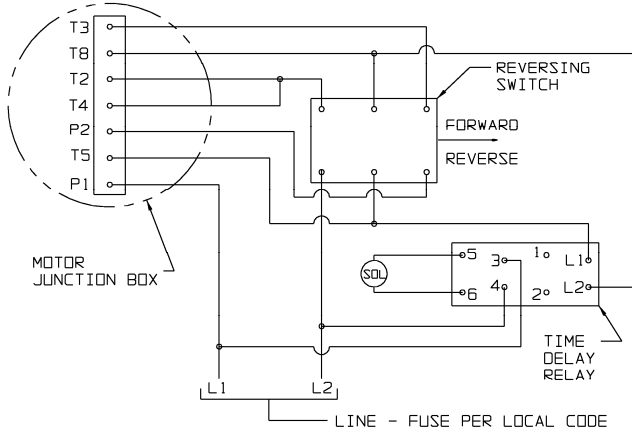 T3
T8
T2
T4
P2
T5
P1
REVERSING
SWITCH
FORWARD
REVERSE
MOTOR
JUNCTION BOX
SOL
5
3
1
L1
6
4
2
L2
TIME
DELAY
RELAY
L1
L2
LINE - FUSE PER LOCAL CODE